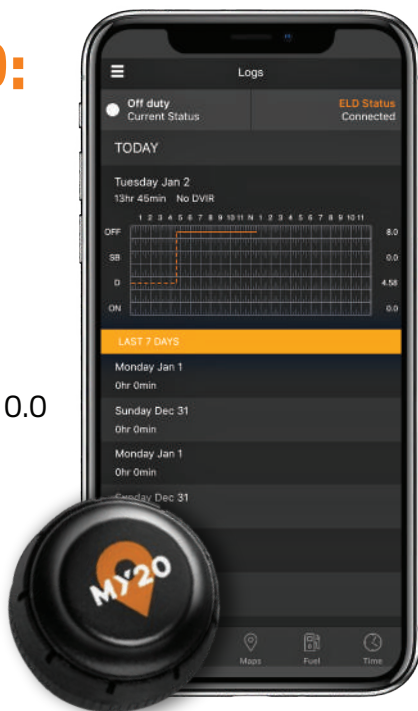 0:
Logs
Off duty
Current Status
ELD Status
Connected
TODAY
Tuesday Jan 2
13hr 45min No DVIR
1 2 3 4 5 6 7 8 9 10 11 N 1 2 3 4 5 6 7 8 9 10 11
OFF 8.0
SB 0.0
D 4.58
ON 0.0
LAST 7 DAYS
Monday Jan 1
0hr 0min
0.0
Sunday Dec 31
0hr 0min
Monday Jan 1
0hr 0min
Sunday Dec 31
MY20
Maps
Fuel
Time